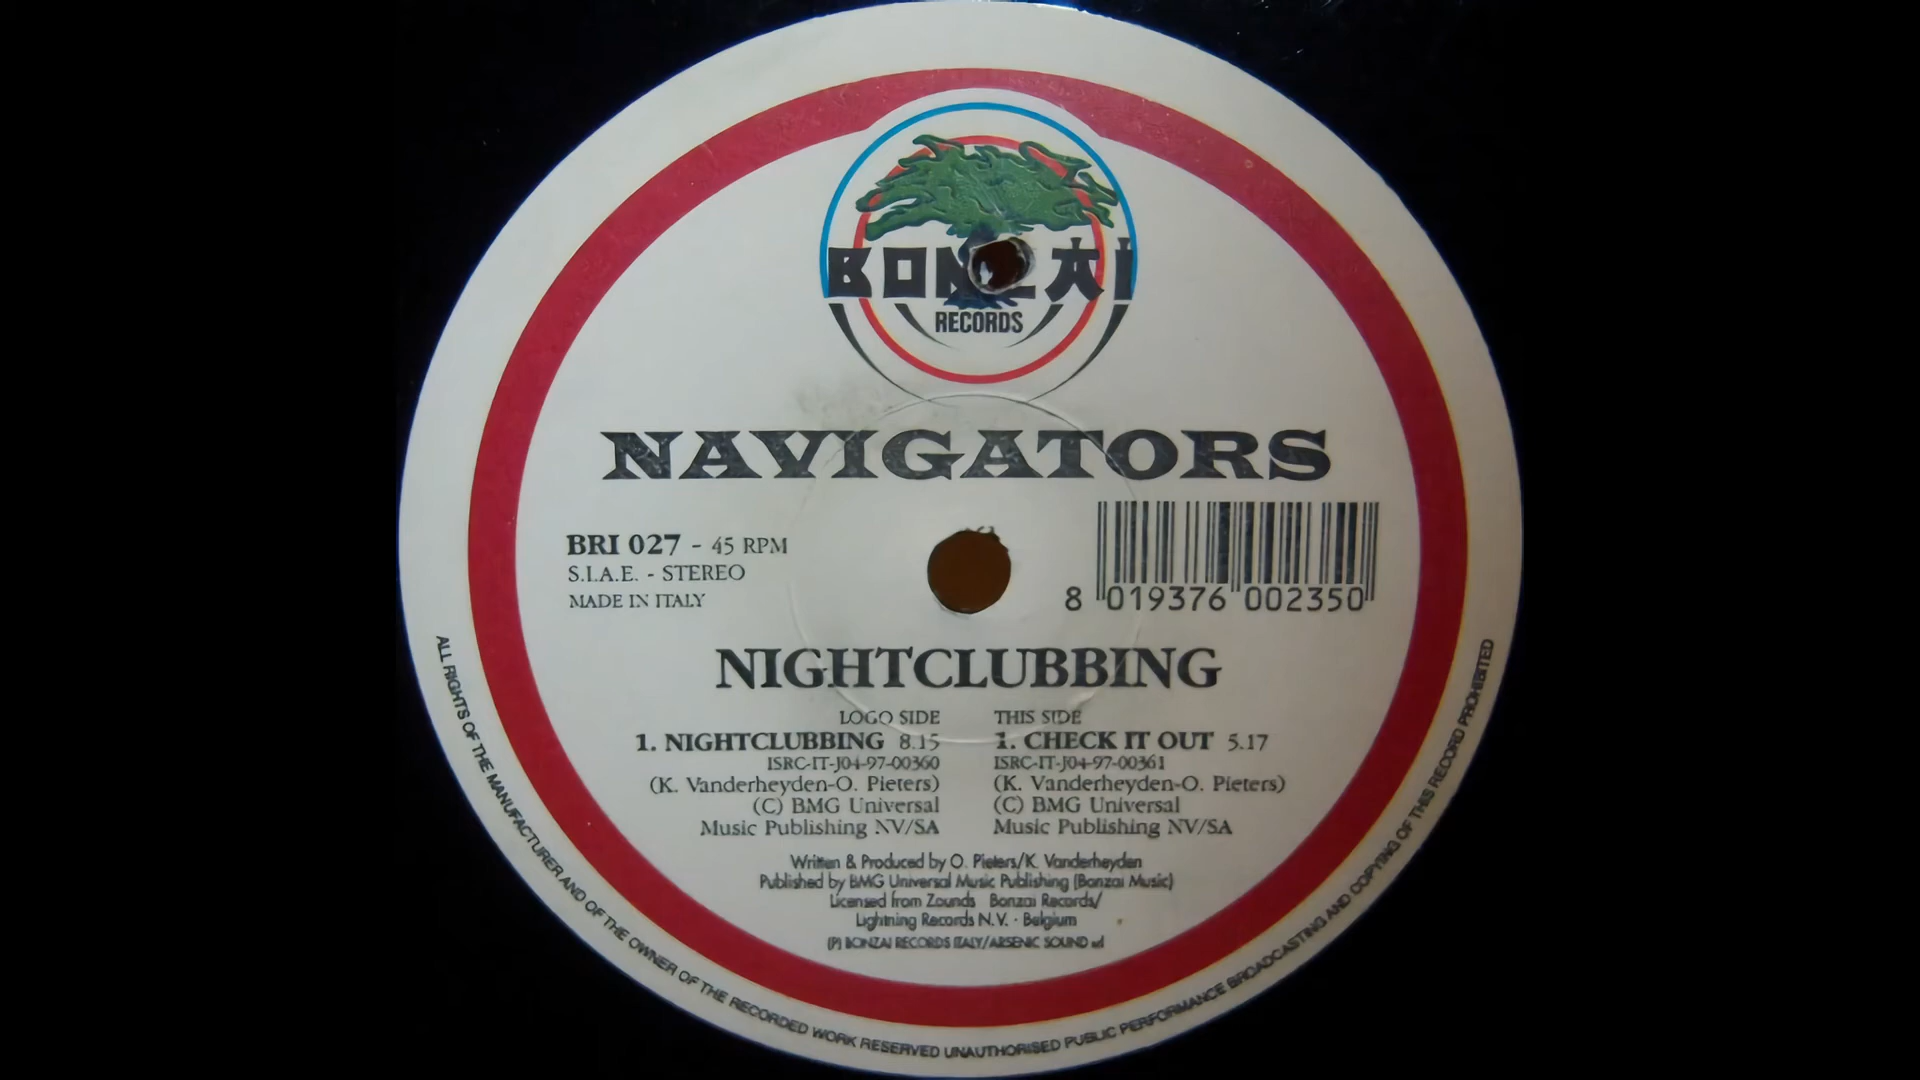 BONZAI
RECORDS
NAVIGATORS
BRI 027 - 45 RPM
S.I.A.E. - STEREO
MADE IN ITALY
8 019376 002350
NIGHTCLUBBING
LOGO SIDE
1. NIGHTCLUBBING 8.15
ISRC-IT-J04-97-00360
(K. Vanderheyden-O. Pieters)
(C) BMG Universal
Music Publishing NV/SA
THIS SIDE
1. CHECK IT OUT 5.17
ISRC-IT-J04-97-00361
(K. Vanderheyden-O. Pieters)
(C) BMG Universal
Music Publishing NV/SA
Written & Produced by O. Pieters/K. Vanderheyden
Published by BMG Universal Music Publishing (Bonzai Music)
Licensed from Zounds Bonzai Records/
Lightning Records N.V. - Belgium
(P) BONZAI RECORDS ITALY/ARSENIC SOUND srl
ALL RIGHTS OF THE MANUFACTURER AND OF THE OWNER OF THE RECORDED WORK RESERVED UNAUTHORISED PUBLIC PERFORMANCE BROADCASTING AND COPYING OF THIS RECORD PROHIBITED